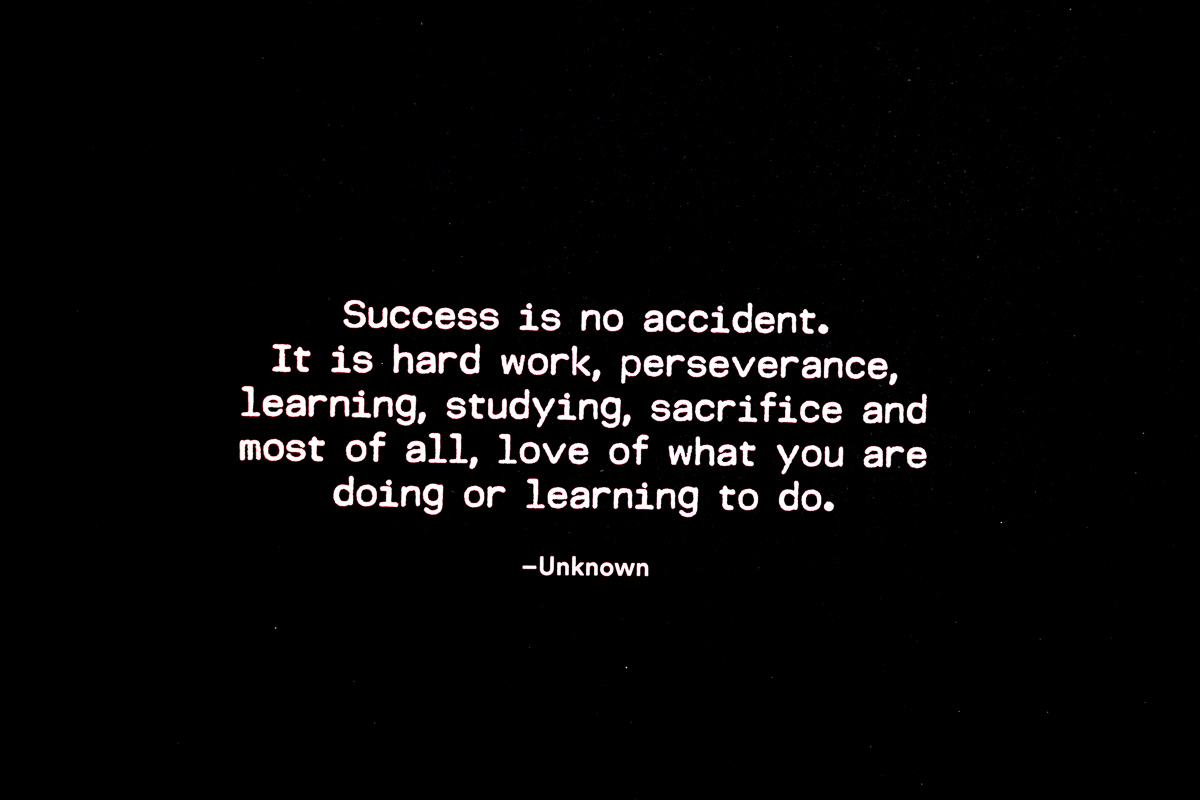 Success is no accident.
It is hard work, perseverance,
learning, studying, sacrifice and
most of all, love of what you are
doing or learning to do.
–Unknown